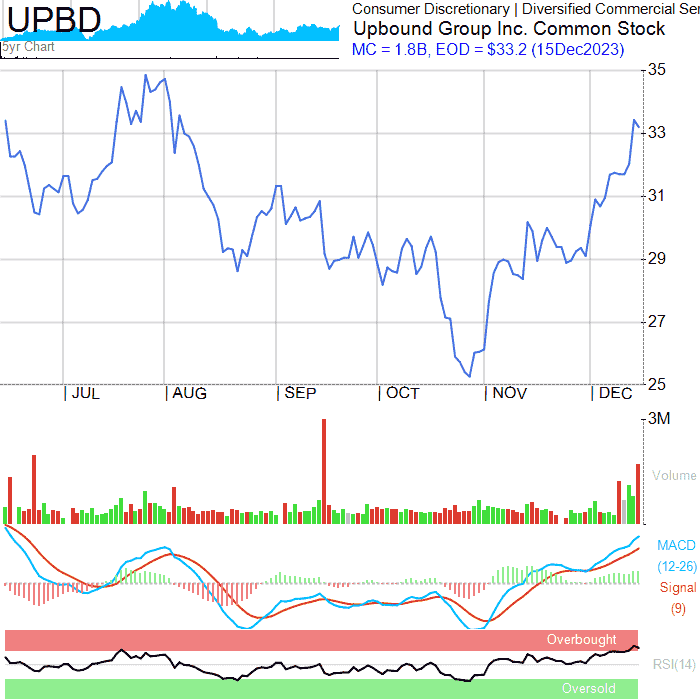 UPBD
5yr Chart
Consumer Discretionary | Diversified Commercial Ser
Upbound Group Inc. Common Stock
MC = 1.8B, EOD = $33.2 (15Dec2023)
35
33
31
29
27
25
| JUL | AUG | SEP | OCT | NOV | DEC
3M
Volume
MACD
(12-26)
Signal
(9)
Overbought
RSI(14)
Oversold